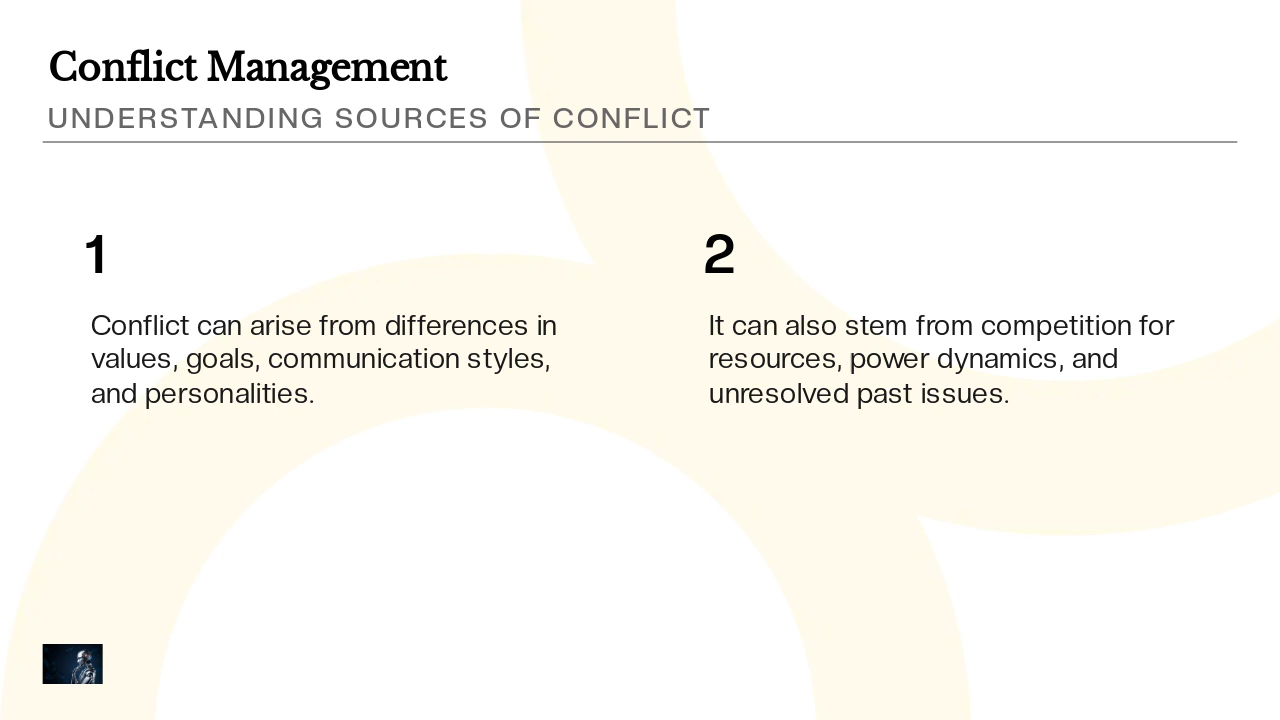 Conflict Management
UNDERSTANDING SOURCES OF CONFLICT
1
Conflict can arise from differences in
values, goals, communication styles,
and personalities.
2
It can also stem from competition for
resources, power dynamics, and
unresolved past issues.